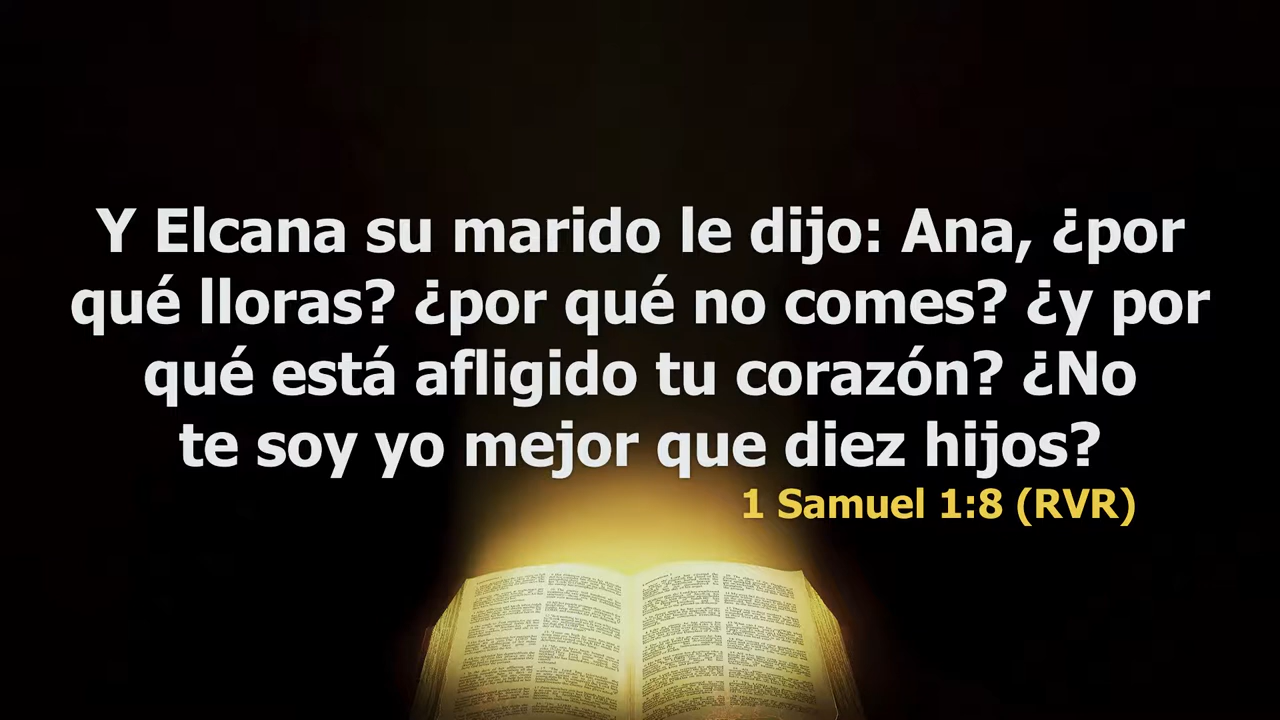 Y Elcana su marido le dijo: Ana, ¿por
qué lloras? ¿por qué no comes? ¿y por
qué está afligido tu corazón? ¿No
te soy yo mejor que diez hijos?
1 Samuel 1:8 (RVR)